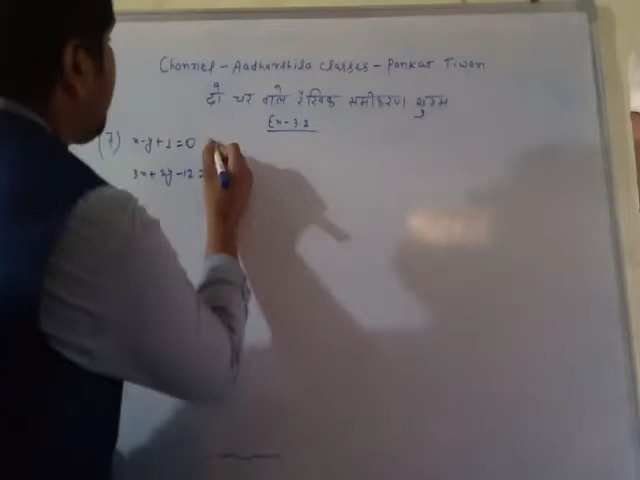 Channel - Aadharshila classes - Pankaj Tiwari
दो चर वाले रैखिक समीकरण युग्म
Ex - 3.2
(7) x - y + 1 = 0
3x + 2y - 12 =